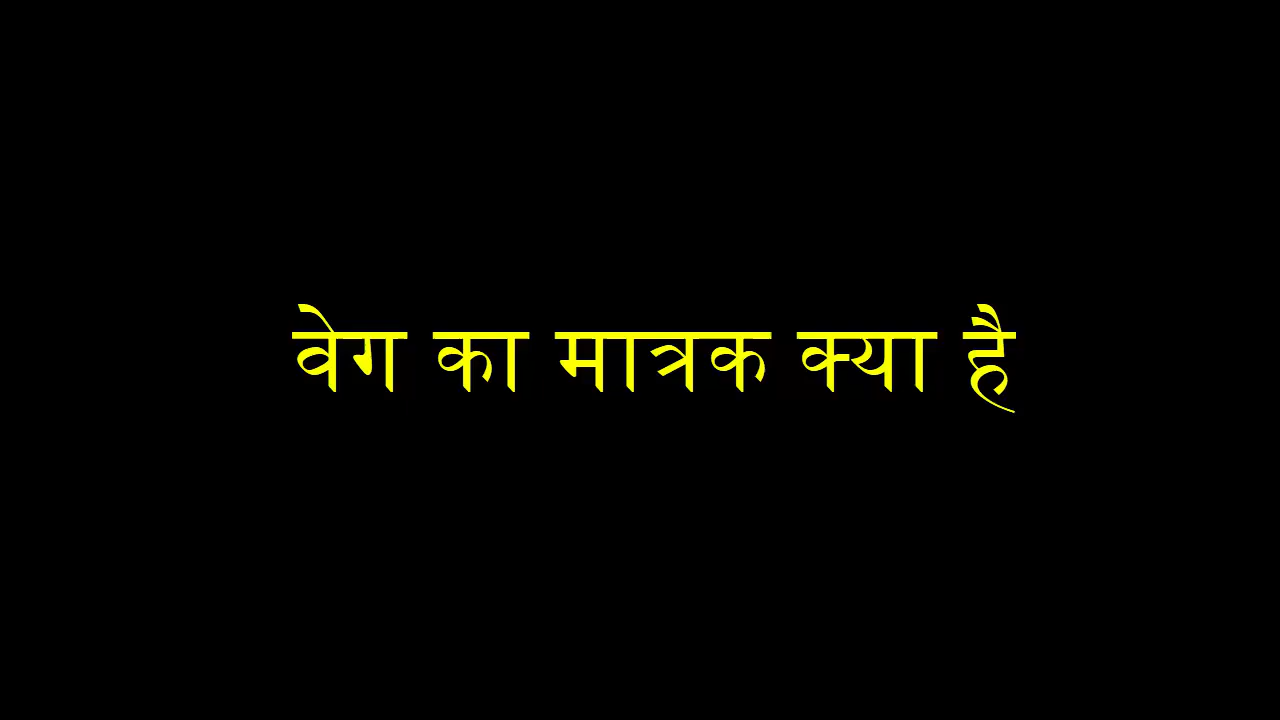 वेग का मात्रक क्या है